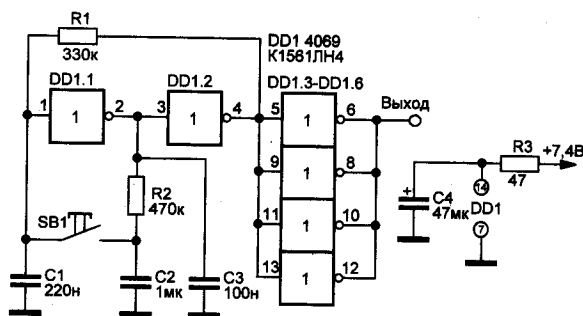 R1
330к
DD1 4069
К1561ЛН4
DD1.1
DD1.2
DD1.3-DD1.6
1
1
2
3
1
4
5
1
6
Выход
9
1
8
11
1
10
13
1
12
R2
470к
SB1
C1
220н
C2
1мк
C3
100н
R3
47
+7,4В
+
C4
47мк
14
DD1
7